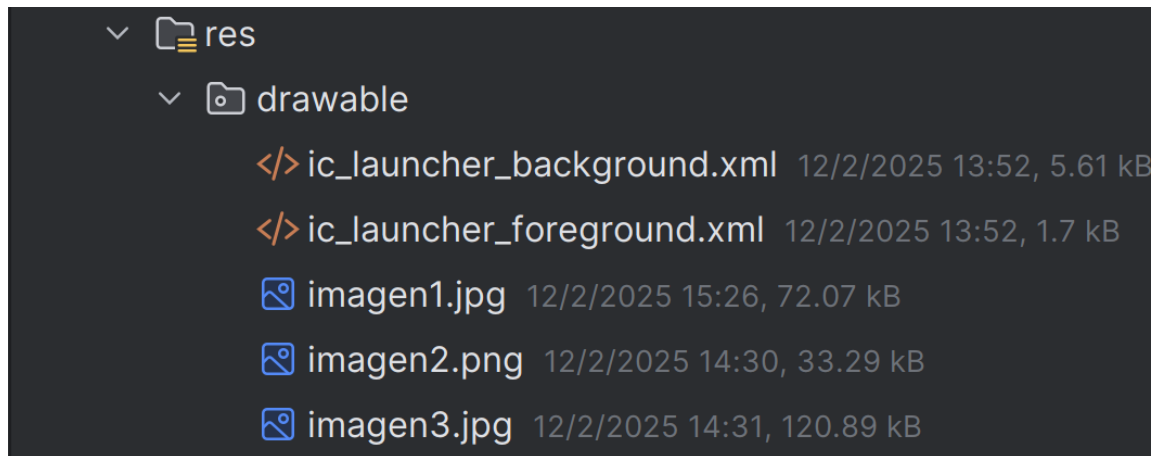 res
drawable
ic_launcher_background.xml 12/2/2025 13:52, 5.61 kB
ic_launcher_foreground.xml 12/2/2025 13:52, 1.7 kB
imagen1.jpg 12/2/2025 15:26, 72.07 kB
imagen2.png 12/2/2025 14:30, 33.29 kB
imagen3.jpg 12/2/2025 14:31, 120.89 kB